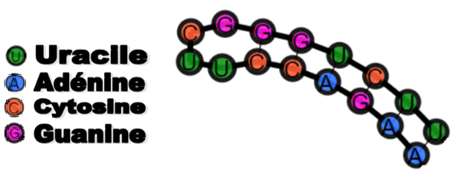 U Uracile
A Adénine
C Cytosine
G Guanine
C G G G U C U U
U U C C A G A A